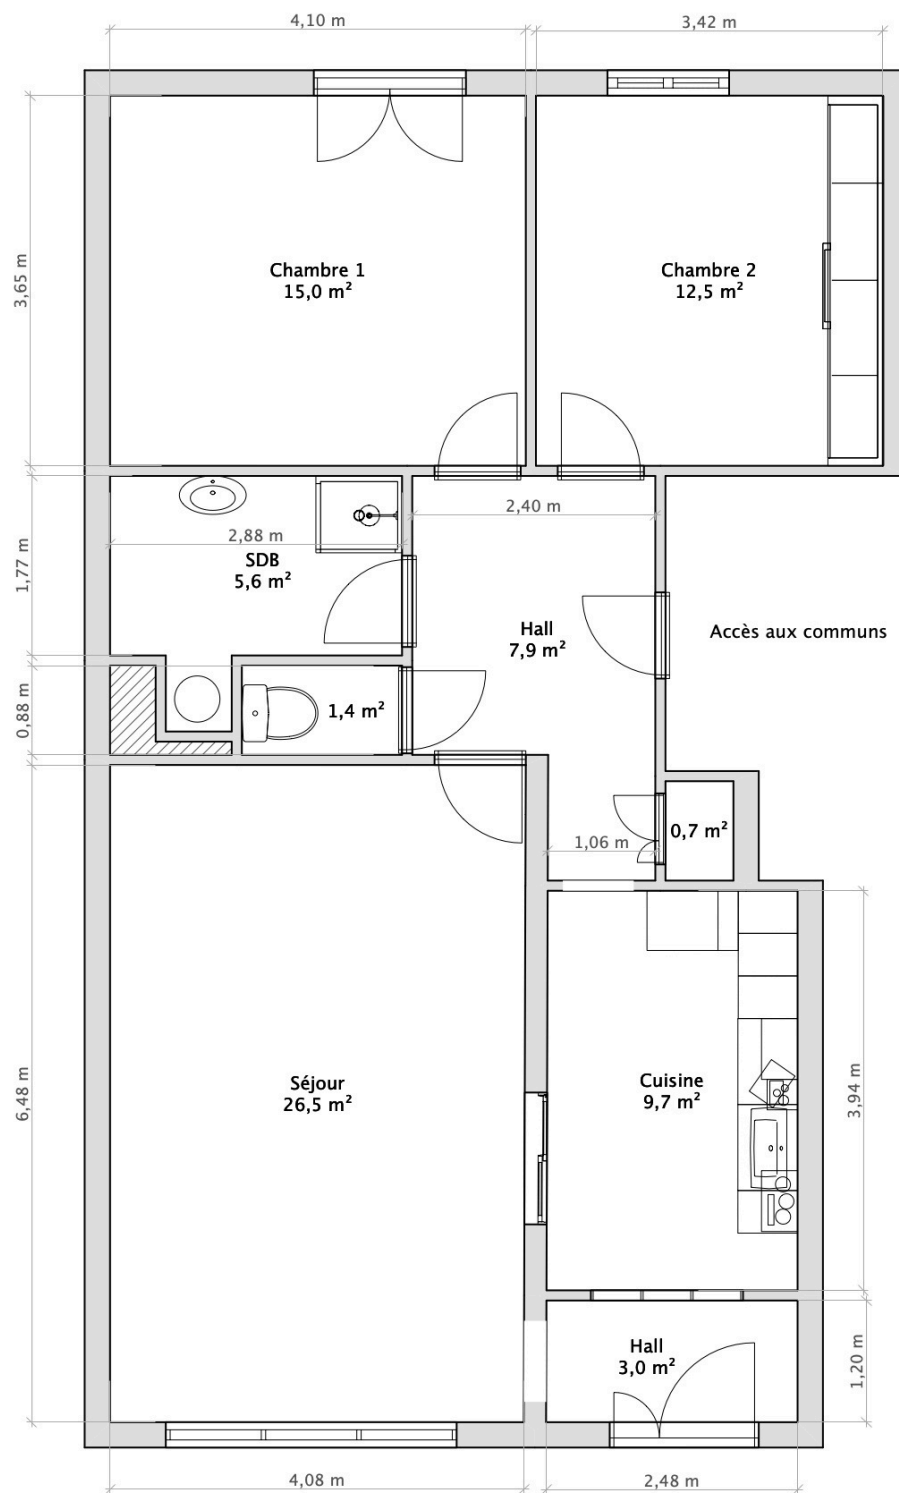 4,10 m
3,42 m
3,65 m
Chambre 1
15,0 m²
Chambre 2
12,5 m²
2,40 m
2,88 m
SDB
5,6 m²
1,77 m
Hall
7,9 m²
Accès aux communs
0,88 m
1,4 m²
0,7 m²
1,06 m
6,48 m
Séjour
26,5 m²
Cuisine
9,7 m²
3,94 m
Hall
3,0 m²
1,20 m
4,08 m
2,48 m